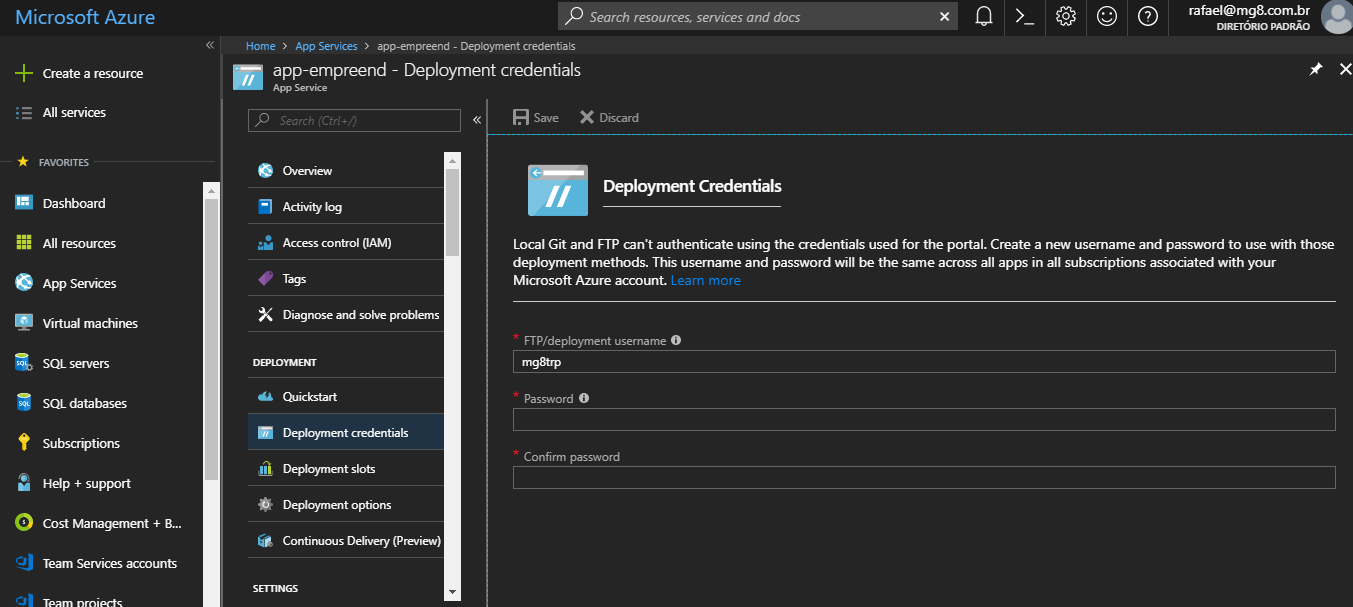 Microsoft Azure
Search resources, services and docs
rafael@mg8.com.br
DIRETÓRIO PADRÃO
Create a resource
All services
FAVORITES
Dashboard
All resources
App Services
Virtual machines
SQL servers
SQL databases
Subscriptions
Help + support
Cost Management + B...
Team Services accounts
Team projects
Home > App Services > app-empreend - Deployment credentials
app-empreend - Deployment credentials
App Service
Search (Ctrl+/)
Overview
Activity log
Access control (IAM)
Tags
Diagnose and solve problems
DEPLOYMENT
Quickstart
Deployment credentials
Deployment slots
Deployment options
Continuous Delivery (Preview)
SETTINGS
Save Discard
Deployment Credentials
Local Git and FTP can't authenticate using the credentials used for the portal. Create a new username and password to use with those
deployment methods. This username and password will be the same across all apps in all subscriptions associated with your
Microsoft Azure account. Learn more
* FTP/deployment username
mg8trp
* Password
* Confirm password